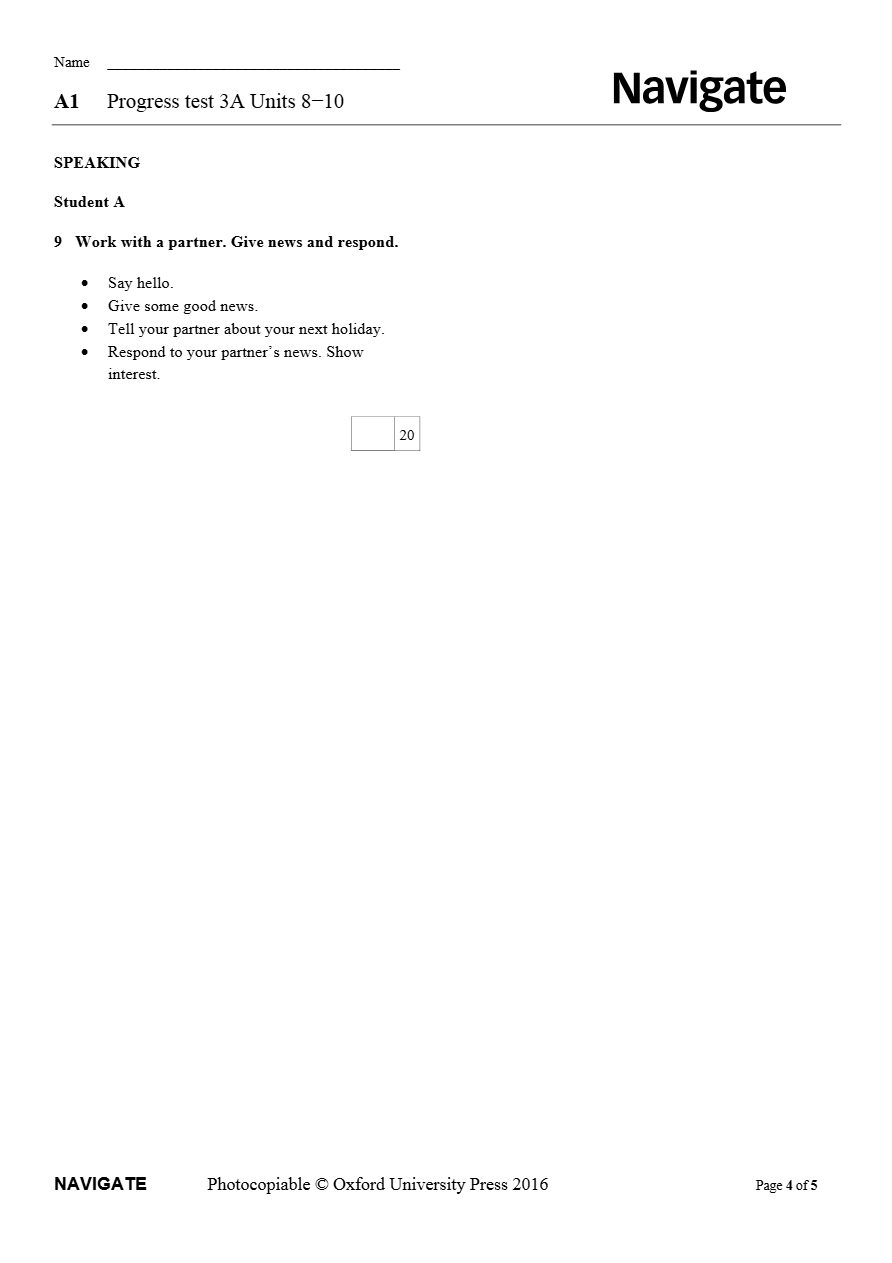 Name _______________________________________
Navigate
A1 Progress test 3A Units 8−10
SPEAKING
Student A
9 Work with a partner. Give news and respond.
• Say hello.
• Give some good news.
• Tell your partner about your next holiday.
• Respond to your partner’s news. Show
interest.
20
NAVIGATE Photocopiable © Oxford University Press 2016 Page 4 of 5